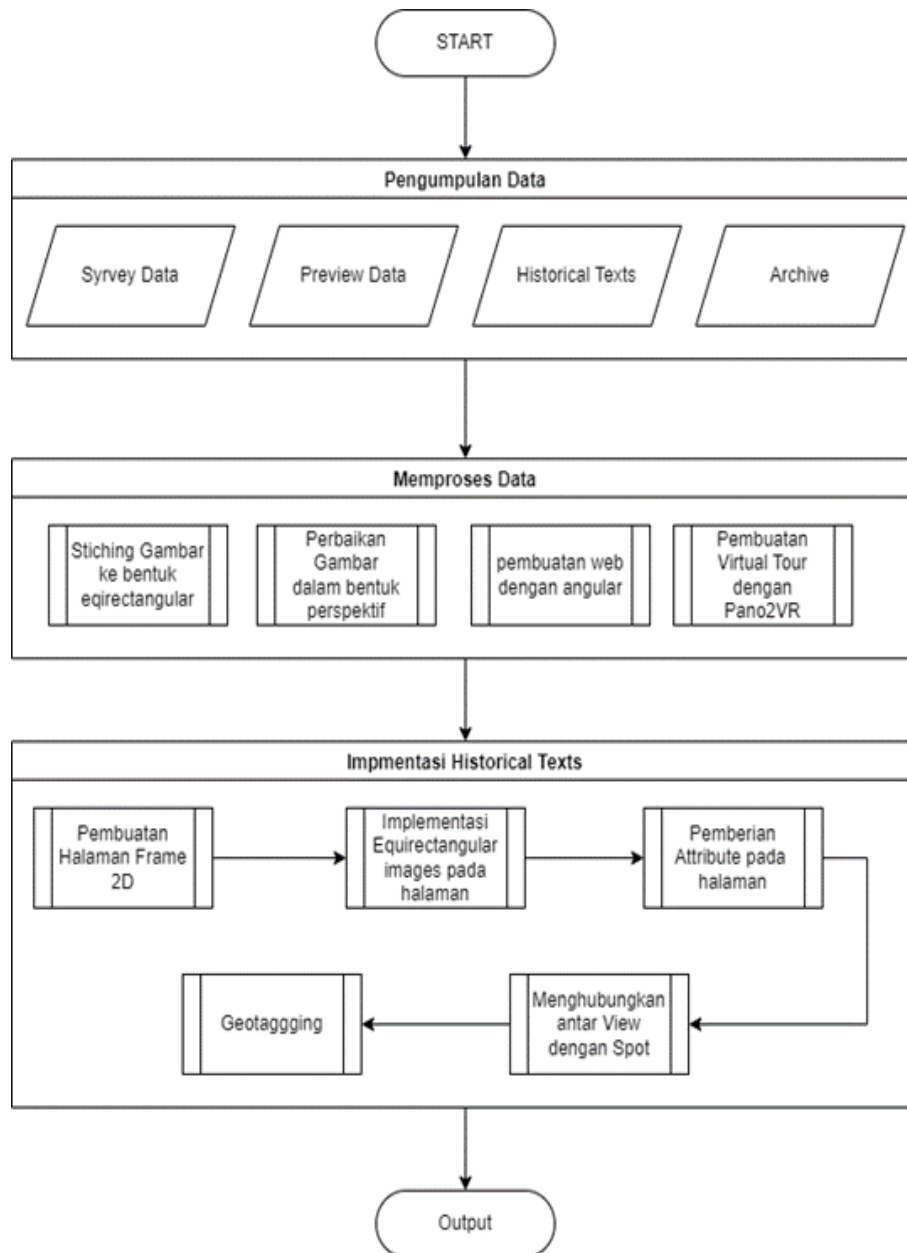 START
Pengumpulan Data
Syrvey Data
Preview Data
Historical Texts
Archive
Memproses Data
Stiching Gambar
ke bentuk
eqirectangular
Perbaikan
Gambar
dalam bentuk
perspektif
pembuatan web
dengan angular
Pembuatan
Virtual Tour
dengan
Pano2VR
Impmentasi Historical Texts
Pembuatan
Halaman Frame
2D
Implementasi
Equirectangular
images pada
halaman
Pemberian
Attribute pada
halaman
Menghubungkan
antar View
dengan Spot
Geotaggging
Output